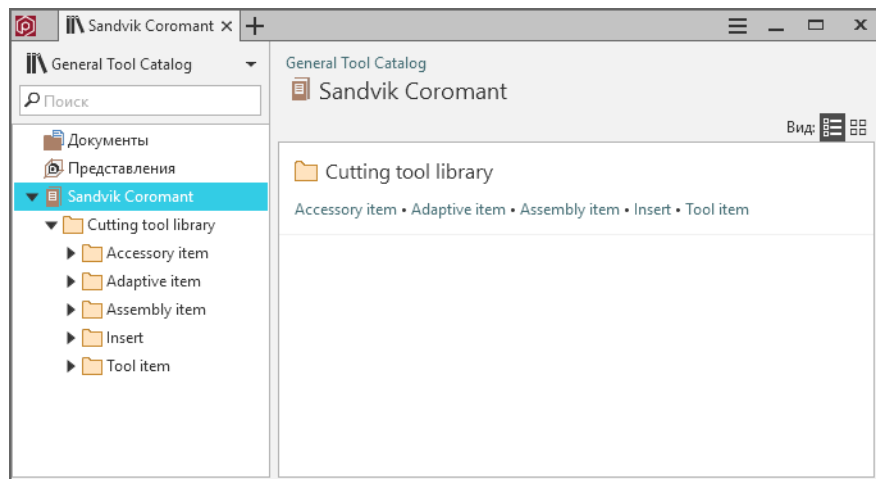 Sandvik Coromant
General Tool Catalog
Поиск
Документы
Представления
Sandvik Coromant
Cutting tool library
Accessory item
Adaptive item
Assembly item
Insert
Tool item
General Tool Catalog
Sandvik Coromant
Вид:
Cutting tool library
Accessory item • Adaptive item • Assembly item • Insert • Tool item